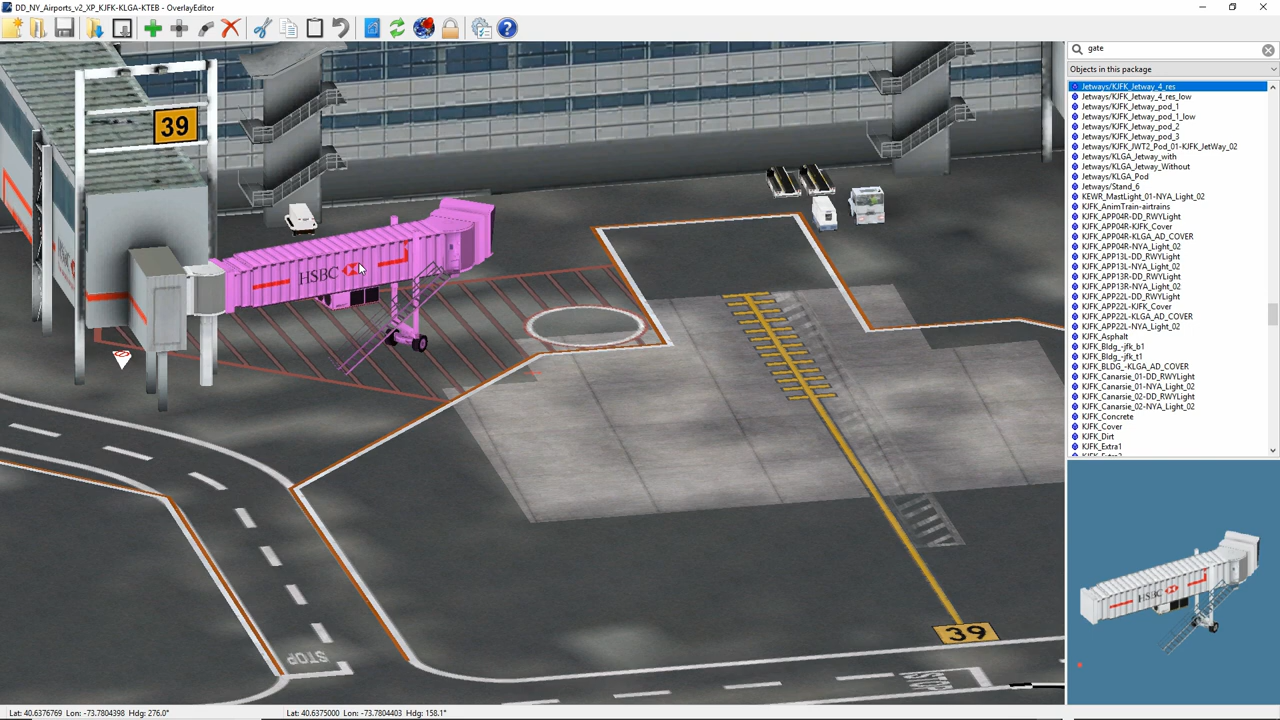 DD_NY_Airports_v2_XP_KJFK-KLGA-KTEB - OverlayEditor
gate
Objects in this package
Jetways/KJFK_Jetway_4_res
Jetways/KJFK_Jetway_4_res_low
Jetways/KJFK_Jetway_pod_1
Jetways/KJFK_Jetway_pod_1_low
Jetways/KJFK_Jetway_pod_2
Jetways/KJFK_Jetway_pod_3
Jetways/KJFK_JWT2_Pod_01-KJFK_JetWay_02
Jetways/KLGA_Jetway_with
Jetways/KLGA_Jetway_Without
Jetways/KLGA_Pod
Jetways/Stand_6
KEWR_MastLight_01-NYA_Light_02
KJFK_AnimTrain-airtrains
KJFK_APP04R-DD_RWYLight
KJFK_APP04R-KJFK_Cover
KJFK_APP04R-KLGA_AD_COVER
KJFK_APP04R-NYA_Light_02
KJFK_APP13L-DD_RWYLight
KJFK_APP13L-NYA_Light_02
KJFK_APP13R-DD_RWYLight
KJFK_APP13R-NYA_Light_02
KJFK_APP22L-DD_RWYLight
KJFK_APP22L-KJFK_Cover
KJFK_APP22L-KLGA_AD_COVER
KJFK_APP22L-NYA_Light_02
KJFK_Asphalt
KJFK_Bldg_-jfk_b1
KJFK_Bldg_-jfk_t1
KJFK_BLDG_-KLGA_AD_COVER
KJFK_Canarsie_01-DD_RWYLight
KJFK_Canarsie_01-NYA_Light_02
KJFK_Canarsie_02-DD_RWYLight
KJFK_Canarsie_02-NYA_Light_02
KJFK_Concrete
KJFK_Cover
KJFK_Dirt
KJFK_Extra1
39
HSBC
39
STOP
STOP
HSBC
Lat: 40.6376769 Lon: -73.7804398 Hdg: 276.0°
Lat: 40.6375000 Lon: -73.7804403 Hdg: 158.1°